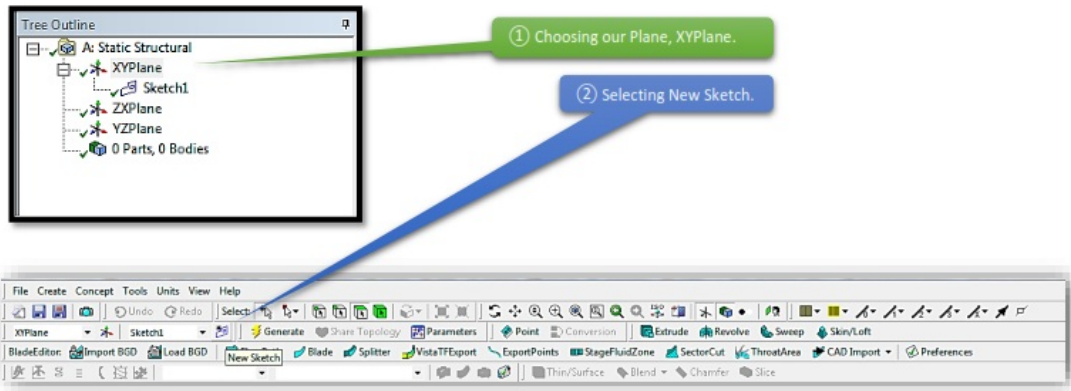 Tree Outline
A: Static Structural
XYPlane
Sketch1
ZXPlane
YZPlane
0 Parts, 0 Bodies
① Choosing our Plane, XYPlane.
② Selecting New Sketch.
File Create Concept Tools Units View Help
Undo Redo Select:
XYPlane Sketch1 Generate Share Topology Parameters Point Conversion Extrude Revolve Sweep Skin/Loft
BladeEditor: Import BGD Load BGD Blade Splitter VistaTFExport ExportPoints StageFluidZone SectorCut ThroatArea CAD Import Preferences
New Sketch
Thin/Surface Blend Chamfer Slice